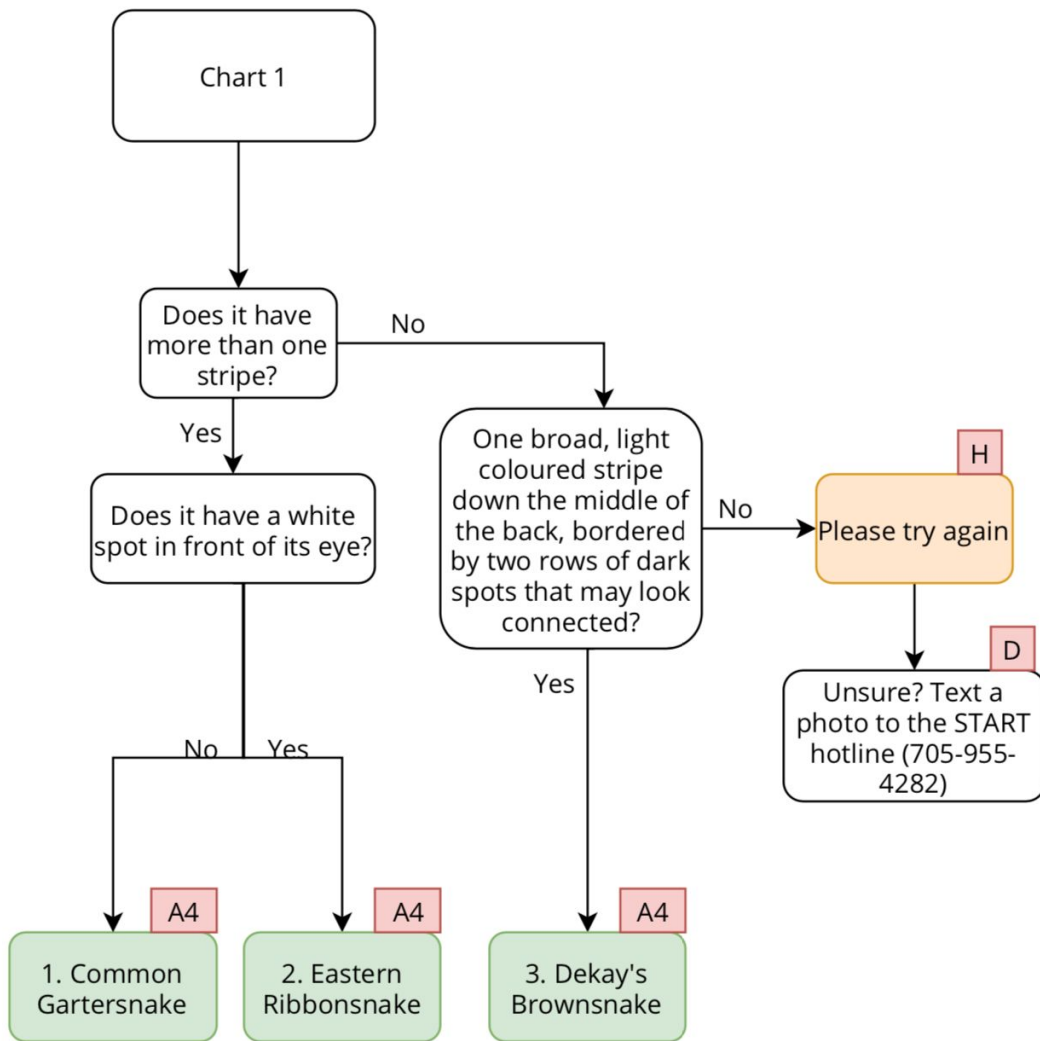 Chart 1
Does it have
more than one
stripe?
No
Yes
One broad, light
coloured stripe
down the middle of
the back, bordered
by two rows of dark
spots that may look
connected?
No
H
Please try again
Does it have a white
spot in front of its eye?
D
Unsure? Text a
photo to the START
hotline (705-955-
4282)
Yes
No
Yes
A4
1. Common
Gartersnake
A4
2. Eastern
Ribbonsnake
A4
3. Dekay's
Brownsnake